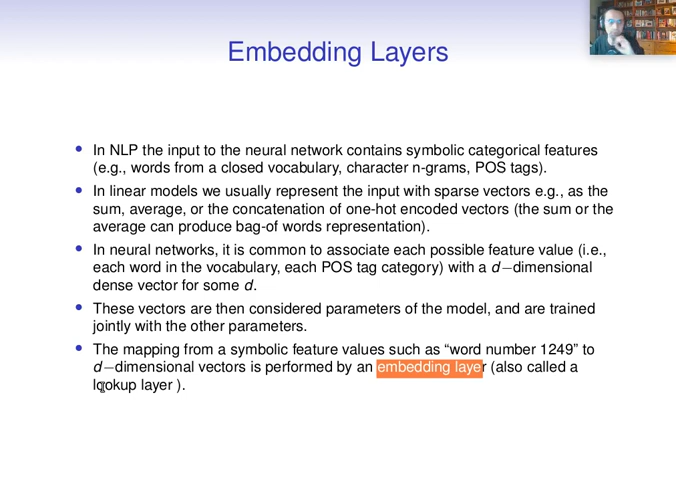 Embedding Layers
In NLP the input to the neural network contains symbolic categorical features
(e.g., words from a closed vocabulary, character n-grams, POS tags).
In linear models we usually represent the input with sparse vectors e.g., as the
sum, average, or the concatenation of one-hot encoded vectors (the sum or the
average can produce bag-of words representation).
In neural networks, it is common to associate each possible feature value (i.e.,
each word in the vocabulary, each POS tag category) with a d−dimensional
dense vector for some d.
These vectors are then considered parameters of the model, and are trained
jointly with the other parameters.
The mapping from a symbolic feature values such as “word number 1249” to
d−dimensional vectors is performed by an embedding layer (also called a
lookup layer ).